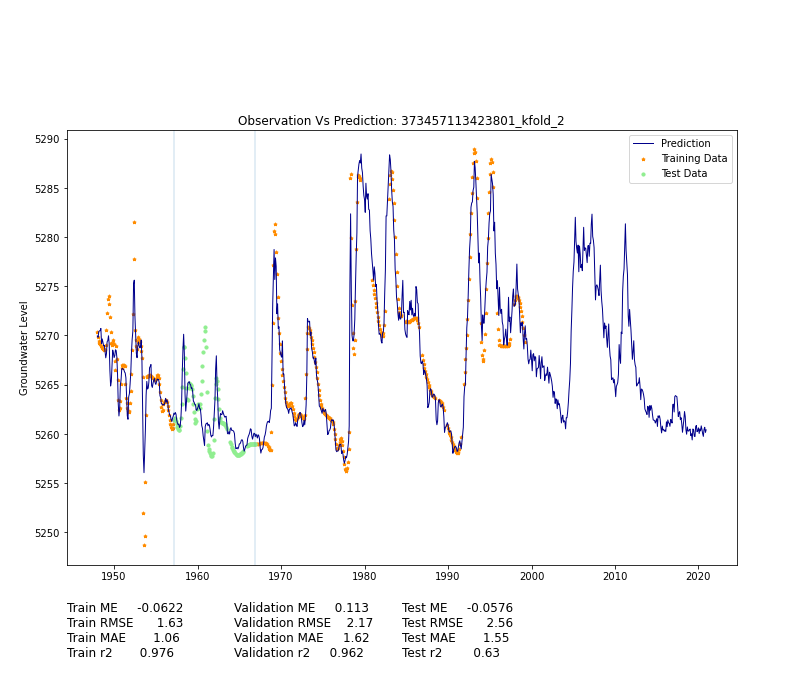 Observation Vs Prediction: 373457113423801_kfold_2
Prediction
Training Data
Test Data
Groundwater Level
5290
5285
5280
5275
5270
5265
5260
5255
5250
1950 1960 1970 1980 1990 2000 2010 2020
Train ME -0.0622 Validation ME 0.113 Test ME -0.0576
Train RMSE 1.63 Validation RMSE 2.17 Test RMSE 2.56
Train MAE 1.06 Validation MAE 1.62 Test MAE 1.55
Train r2 0.976 Validation r2 0.962 Test r2 0.63